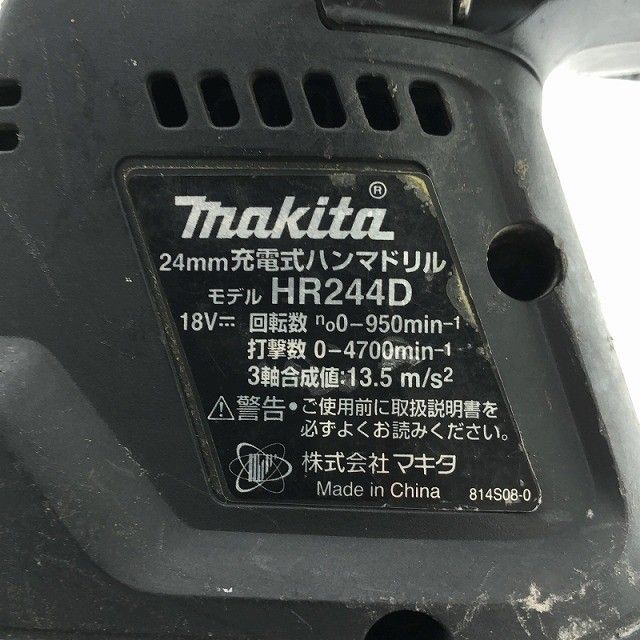 makita®
24mm充電式ハンマドリル
モデル HR244D
18V⎓ 回転数 n₀0-950min⁻¹
打撃数 0-4700min⁻¹
3軸合成値:13.5 m/s²
⚠警告・ご使用前に取扱説明書を
必ずよくお読みください。
株式会社 マキタ
Made in China 814S08-0